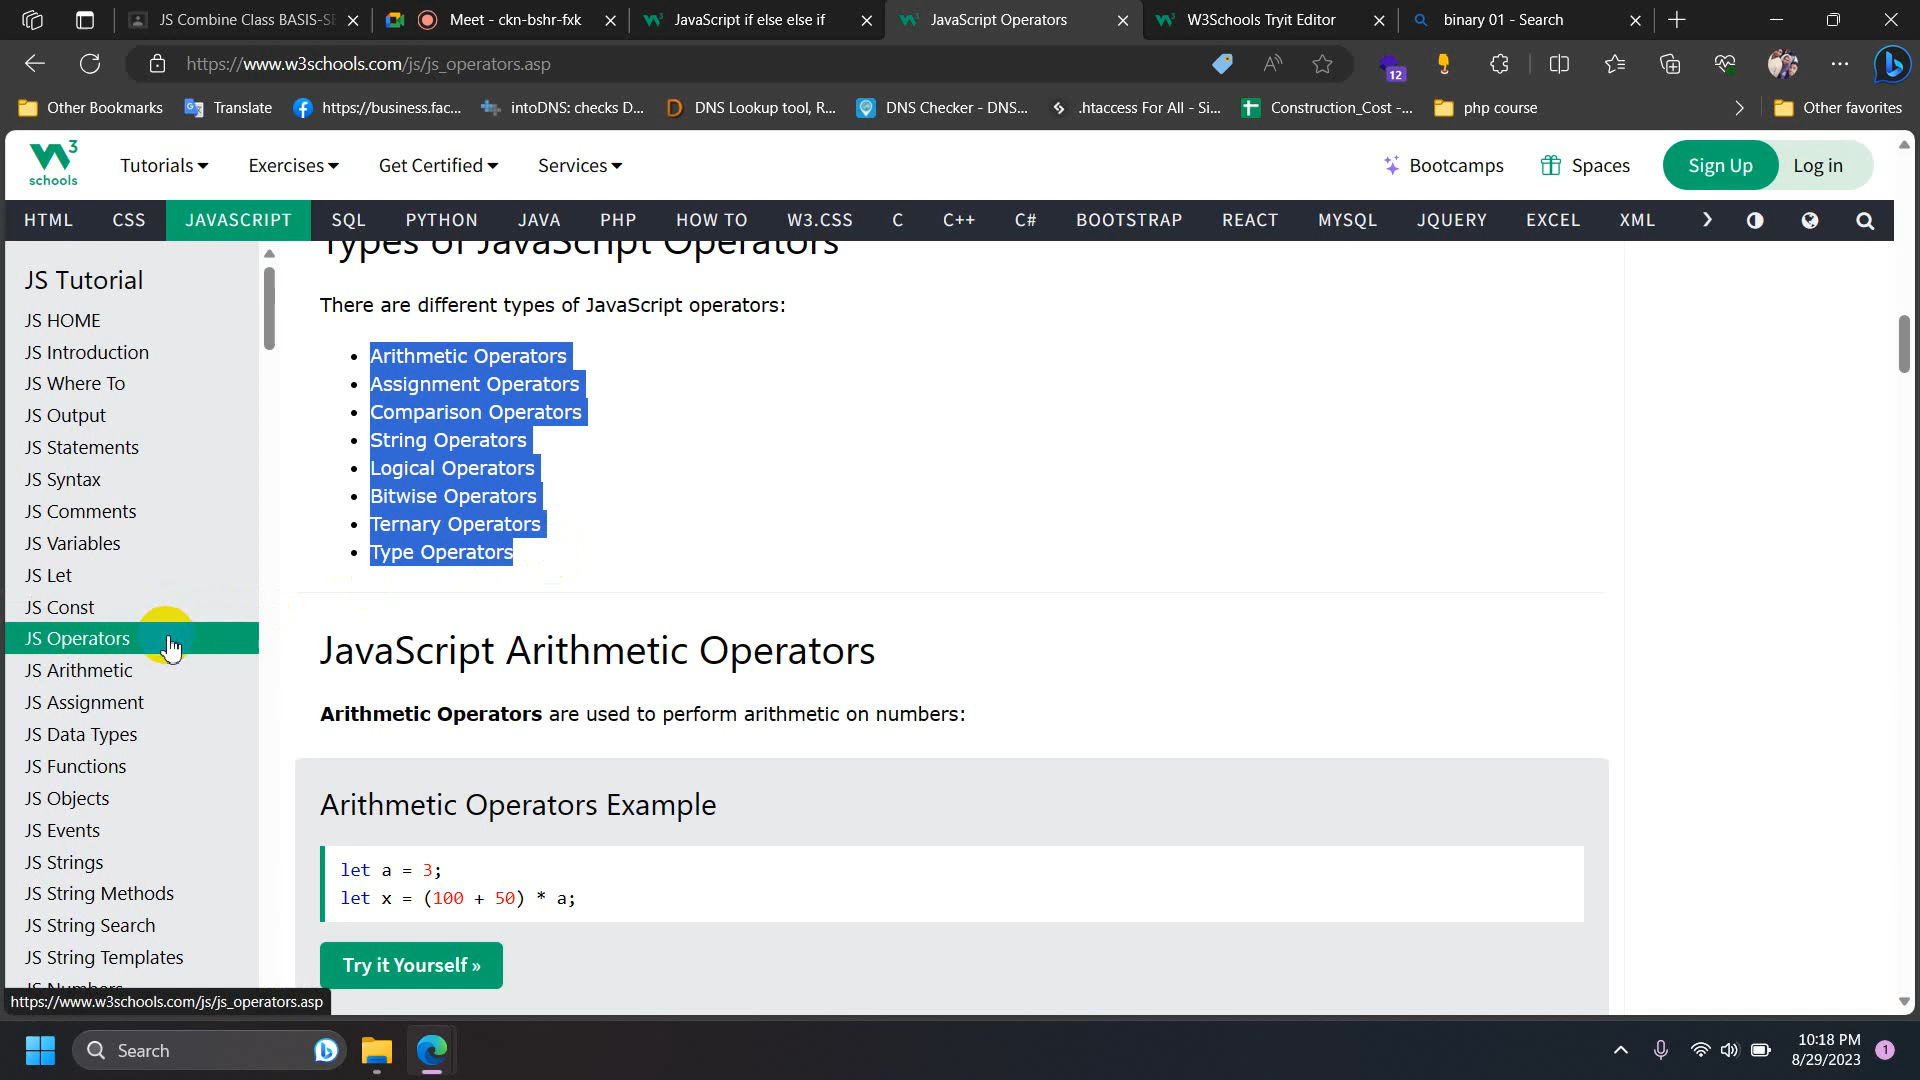 JS Combine Class BASIS-S
Meet - ckn-bshr-fxk
JavaScript if else else if
JavaScript Operators
W3Schools Tryit Editor
binary 01 - Search
https://www.w3schools.com/js/js_operators.asp
12
Other Bookmarks
Translate
https://business.fac...
intoDNS: checks D...
DNS Lookup tool, R...
DNS Checker - DNS...
.htaccess For All - Si...
Construction_Cost -...
php course
Other favorites
3
schools
Tutorials
Exercises
Get Certified
Services
Bootcamps
Spaces
Sign Up
Log in
HTML
CSS
JAVASCRIPT
SQL
PYTHON
JAVA
PHP
HOW TO
W3.CSS
C
C++
C#
BOOTSTRAP
REACT
MYSQL
JQUERY
EXCEL
XML
JS Tutorial
JS HOME
JS Introduction
JS Where To
JS Output
JS Statements
JS Syntax
JS Comments
JS Variables
JS Let
JS Const
JS Operators
JS Arithmetic
JS Assignment
JS Data Types
JS Functions
JS Objects
JS Events
JS Strings
JS String Methods
JS String Search
JS String Templates
JS Numbers
Types of JavaScript Operators
There are different types of JavaScript operators:
• Arithmetic Operators
• Assignment Operators
• Comparison Operators
• String Operators
• Logical Operators
• Bitwise Operators
• Ternary Operators
• Type Operators
JavaScript Arithmetic Operators
Arithmetic Operators are used to perform arithmetic on numbers:
Arithmetic Operators Example
let a = 3;
let x = (100 + 50) * a;
Try it Yourself »
https://www.w3schools.com/js/js_operators.asp
Search
10:18 PM
8/29/2023
1